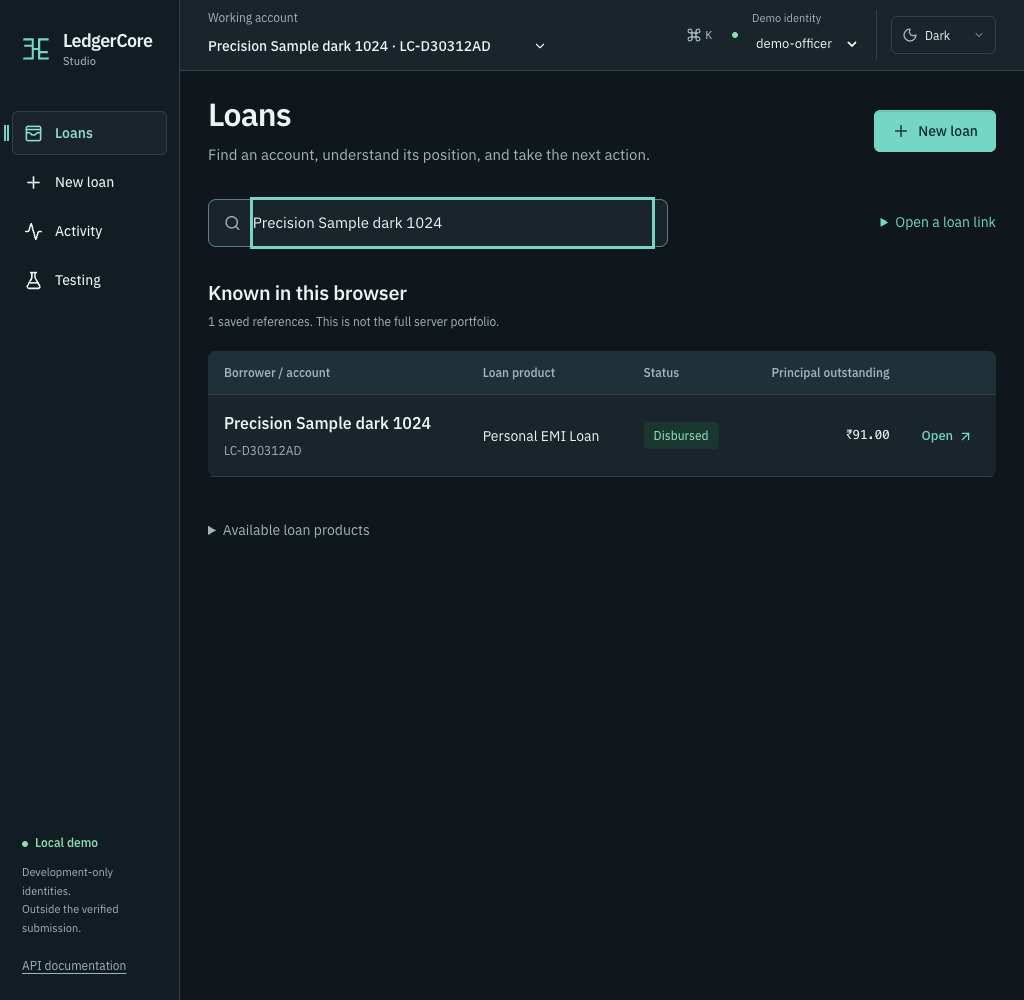 LedgerCore
Studio
Loans
New loan
Activity
Testing
Local demo
Development-only
identities.
Outside the verified
submission.
API documentation
Working account
Precision Sample dark 1024 · LC-D30312AD
⌘ K
Demo identity
demo-officer
Dark
Loans
Find an account, understand its position, and take the next action.
New loan
Precision Sample dark 1024
Open a loan link
Known in this browser
1 saved references. This is not the full server portfolio.
Borrower / account Loan product Status Principal outstanding
Precision Sample dark 1024
LC-D30312AD
Personal EMI Loan Disbursed ₹91.00 Open
Available loan products